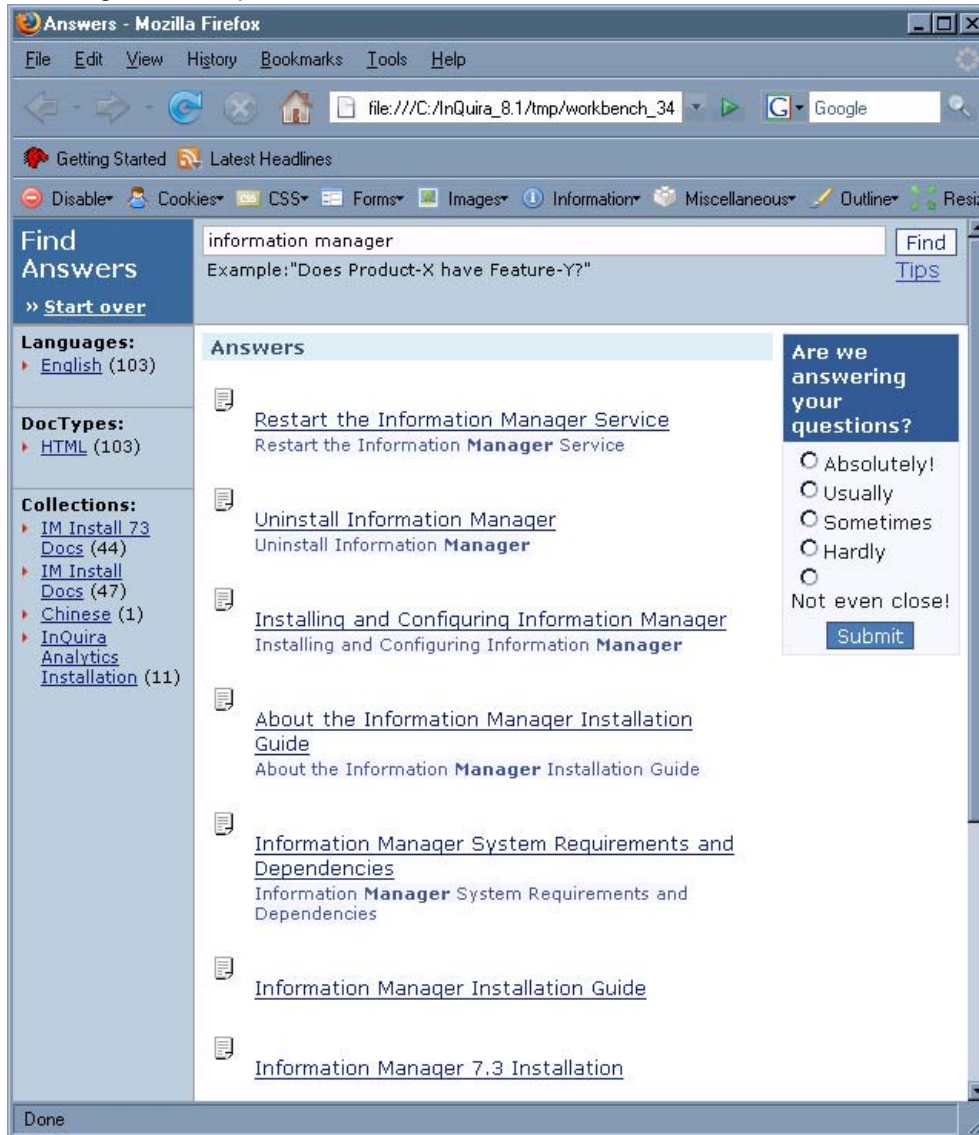 Answers - Mozilla Firefox
File Edit View History Bookmarks Tools Help
file:///C:/InQuira_8.1/tmp/workbench_34
G Google
Getting Started Latest Headlines
Disable Cookies CSS Forms Images Information Miscellaneous Outline Resiz
Find
Answers
» Start over
information manager
Find
Example:"Does Product-X have Feature-Y?"
Tips
Languages:
English (103)
DocTypes:
HTML (103)
Collections:
IM Install 73
Docs (44)
IM Install
Docs (47)
Chinese (1)
InQuira
Analytics
Installation (11)
Answers
Restart the Information Manager Service
Restart the Information Manager Service
Uninstall Information Manager
Uninstall Information Manager
Installing and Configuring Information Manager
Installing and Configuring Information Manager
About the Information Manager Installation
Guide
About the Information Manager Installation Guide
Information Manager System Requirements and
Dependencies
Information Manager System Requirements and
Dependencies
Information Manager Installation Guide
Information Manager 7.3 Installation
Are we
answering
your
questions?
Absolutely!
Usually
Sometimes
Hardly
Not even close!
Submit
Done